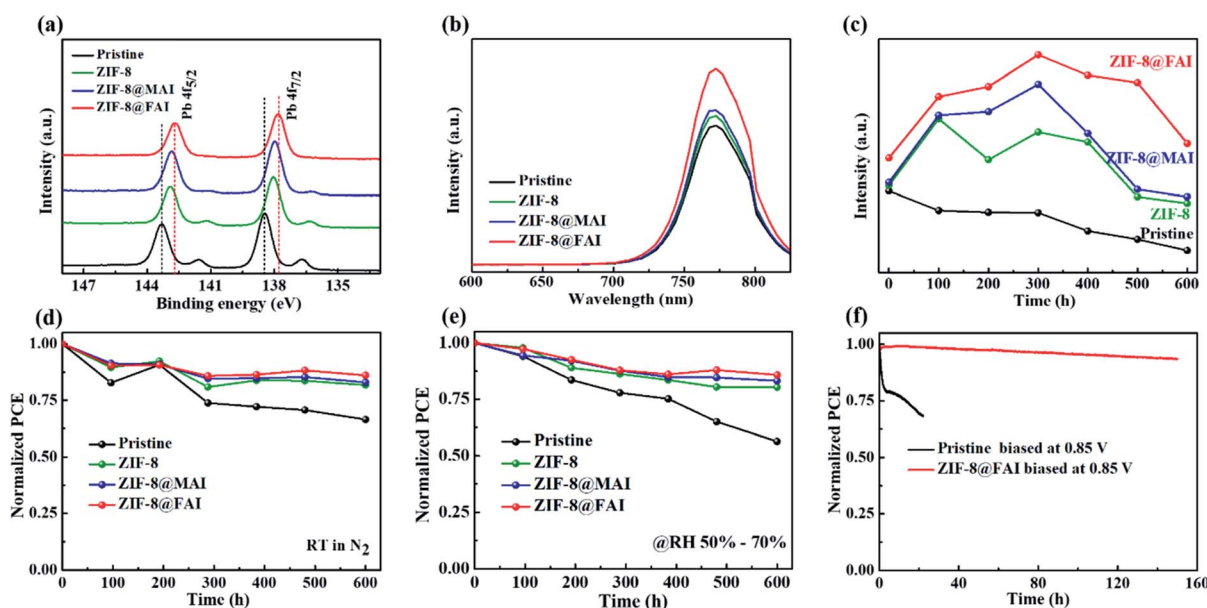 (a)
Pristine
ZIF-8
ZIF-8@MAI
ZIF-8@FAI
Pb 4f5/2
Pb 4f7/2
Intensity (a.u.)
147 144 141 138 135
Binding energy (eV)
(b)
Pristine
ZIF-8
ZIF-8@MAI
ZIF-8@FAI
Intensity (a.u.)
600 650 700 750 800
Wavelength (nm)
(c)
ZIF-8@FAI
ZIF-8@MAI
ZIF-8
Pristine
Intensity (a.u.)
0 100 200 300 400 500 600
Time (h)
(d)
1.00
0.75
0.50
0.25
0.00
Normalized PCE
Pristine
ZIF-8
ZIF-8@MAI
ZIF-8@FAI
RT in N2
0 100 200 300 400 500 600
Time (h)
(e)
1.00
0.75
0.50
0.25
0.00
Normalized PCE
Pristine
ZIF-8
ZIF-8@MAI
ZIF-8@FAI
@RH 50% - 70%
0 100 200 300 400 500 600
Time (h)
(f)
1.00
0.75
0.50
0.25
0.00
Normalized PCE
Pristine biased at 0.85 V
ZIF-8@FAI biased at 0.85 V
0 40 80 120 160
Time (h)